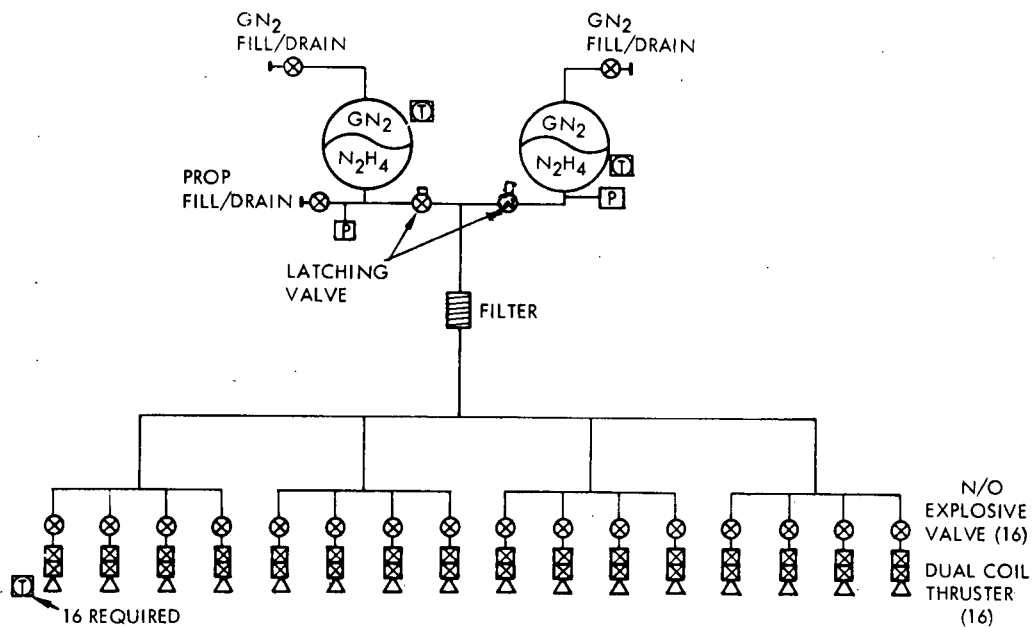 GN2
FILL/DRAIN
GN2
FILL/DRAIN
GN2
N2H4
T
GN2
N2H4
T
PROP
FILL/DRAIN
P
P
LATCHING
VALVE
FILTER
N/O
EXPLOSIVE
VALVE (16)
DUAL COIL
THRUSTER
(16)
T
16 REQUIRED